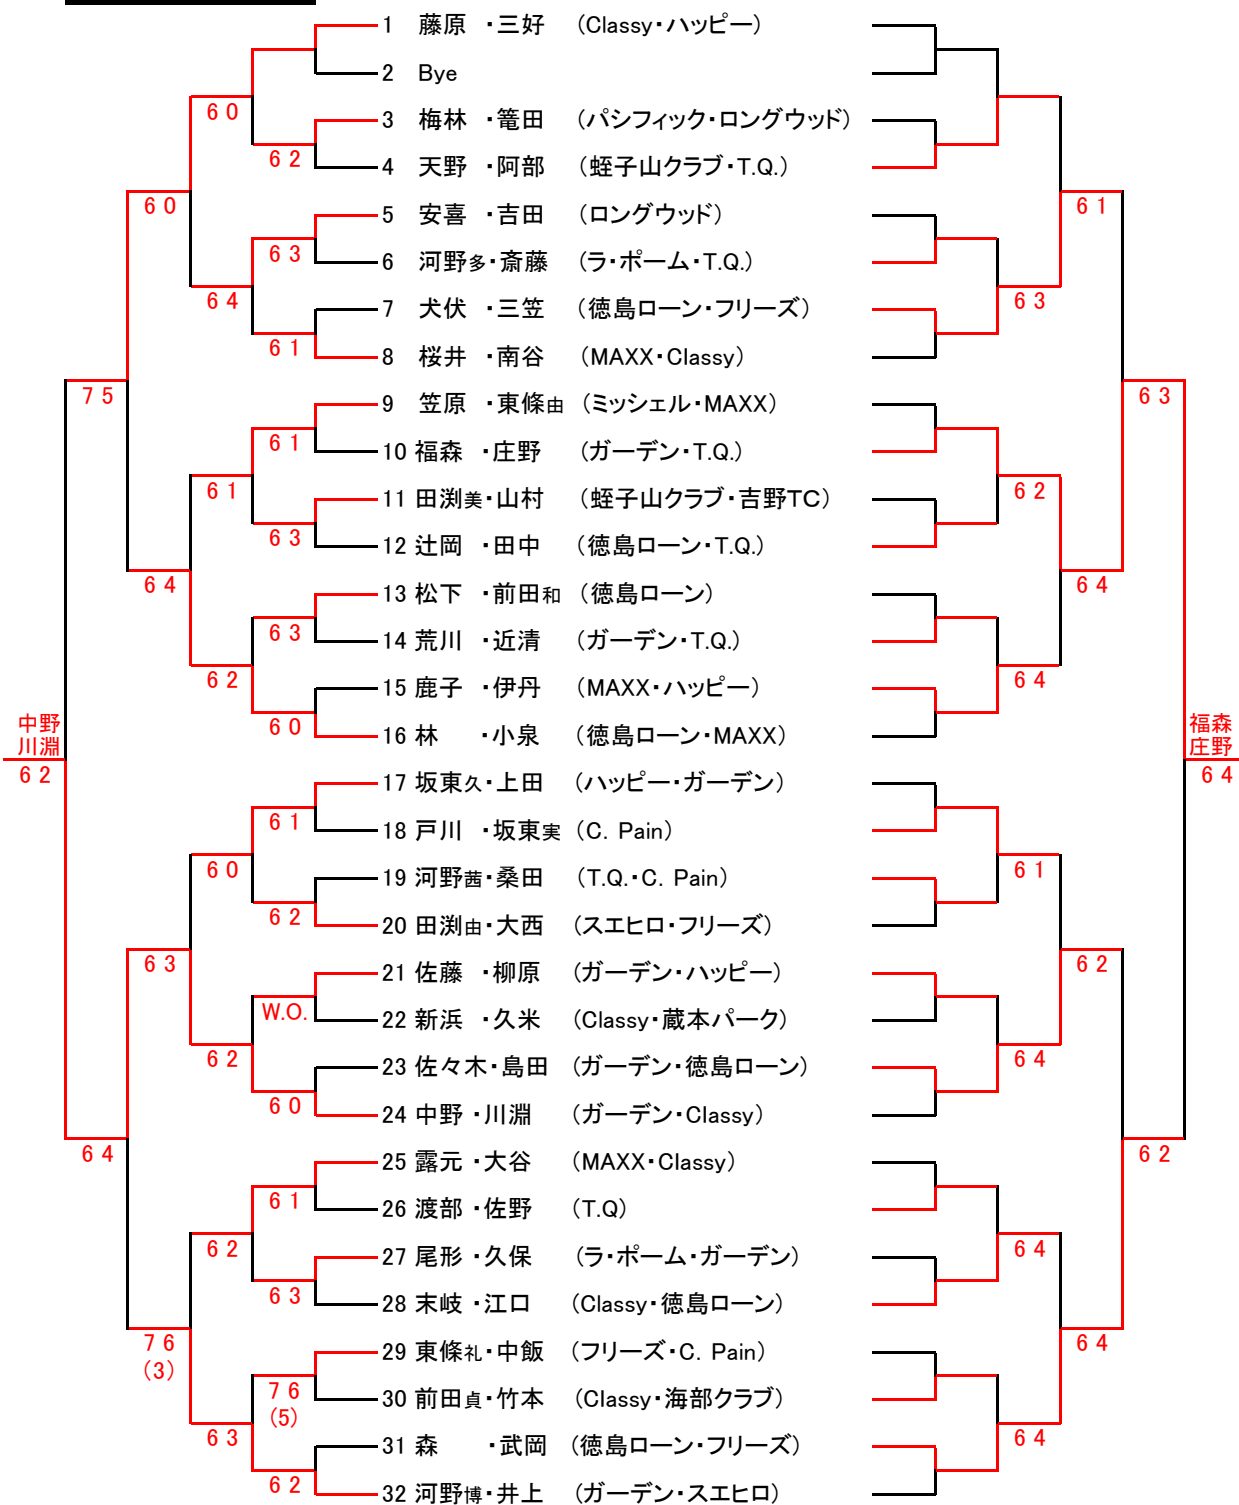 1 藤原 ・三好 (Classy・ハッピー)
2 Bye
6 0
3 梅林 ・篭田 (パシフィック・ロングウッド)
6 2
4 天野 ・阿部 (蛭子山クラブ・T.Q.)
6 0
6 1
5 安喜 ・吉田 (ロングウッド)
6 3
6 河野多・斎藤 (ラ・ポーム・T.Q.)
6 4
6 3
7 犬伏 ・三笠 (徳島ローン・フリーズ)
6 1
8 桜井 ・南谷 (MAXX・Classy)
7 5
6 3
9 笠原 ・東條由 (ミッシェル・MAXX)
6 1
10 福森 ・庄野 (ガーデン・T.Q.)
6 1
6 2
11 田渕美・山村 (蛭子山クラブ・吉野TC)
6 3
12 辻岡 ・田中 (徳島ローン・T.Q.)
6 4
6 4
13 松下 ・前田和 (徳島ローン)
6 3
14 荒川 ・近清 (ガーデン・T.Q.)
6 2
6 4
15 鹿子 ・伊丹 (MAXX・ハッピー)
6 0
16 林 ・小泉 (徳島ローン・MAXX)
中野
川淵
6 2
福森
庄野
6 4
17 坂東久・上田 (ハッピー・ガーデン)
6 1
18 戸川 ・坂東実 (C. Pain)
6 0
6 1
19 河野茜・桑田 (T.Q.・C. Pain)
6 2
20 田渕由・大西 (スエヒロ・フリーズ)
6 3
6 2
21 佐藤 ・柳原 (ガーデン・ハッピー)
W.O.
22 新浜 ・久米 (Classy・蔵本パーク)
6 2
6 4
23 佐々木・島田 (ガーデン・徳島ローン)
6 0
24 中野 ・川淵 (ガーデン・Classy)
6 4
6 2
25 露元 ・大谷 (MAXX・Classy)
6 1
26 渡部 ・佐野 (T.Q)
6 2
6 4
27 尾形 ・久保 (ラ・ポーム・ガーデン)
6 3
28 末岐 ・江口 (Classy・徳島ローン)
7 6
(3)
6 4
29 東條礼・中飯 (フリーズ・C. Pain)
7 6
(5)
30 前田貞・竹本 (Classy・海部クラブ)
6 3
6 4
31 森 ・武岡 (徳島ローン・フリーズ)
6 2
32 河野博・井上 (ガーデン・スエヒロ)